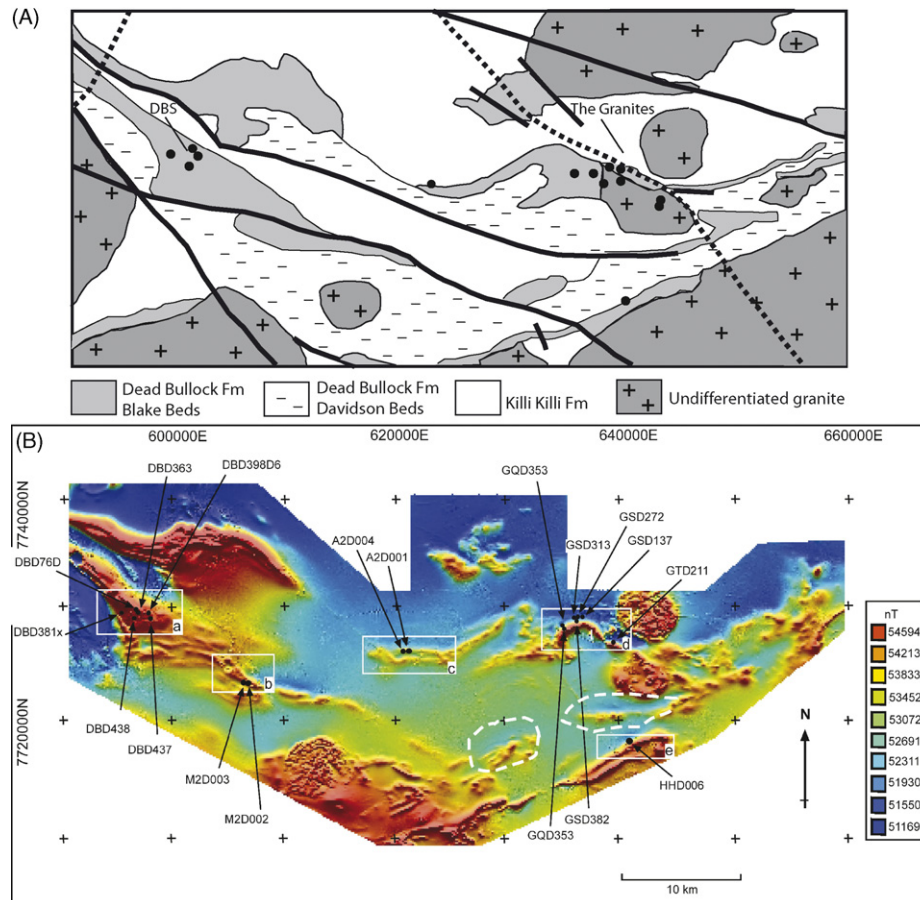 (A)
DBS
The Granites
Dead Bullock Fm
Blake Beds
Dead Bullock Fm
Davidson Beds
Killi Killi Fm
Undifferentiated granite
(B)
600000E
620000E
640000E
660000E
7740000N
7720000N
DBD363
DBD398D6
DBD76D
DBD381x
DBD438
DBD437
a
b
M2D003
M2D002
A2D004
A2D001
c
GQD353
GSD272
GSD313
GSD137
GTD211
d
e
HHD006
GSD382
GQD353
N
10 km
nT
54594
54213
53833
53452
53072
52691
52311
51930
51550
51169